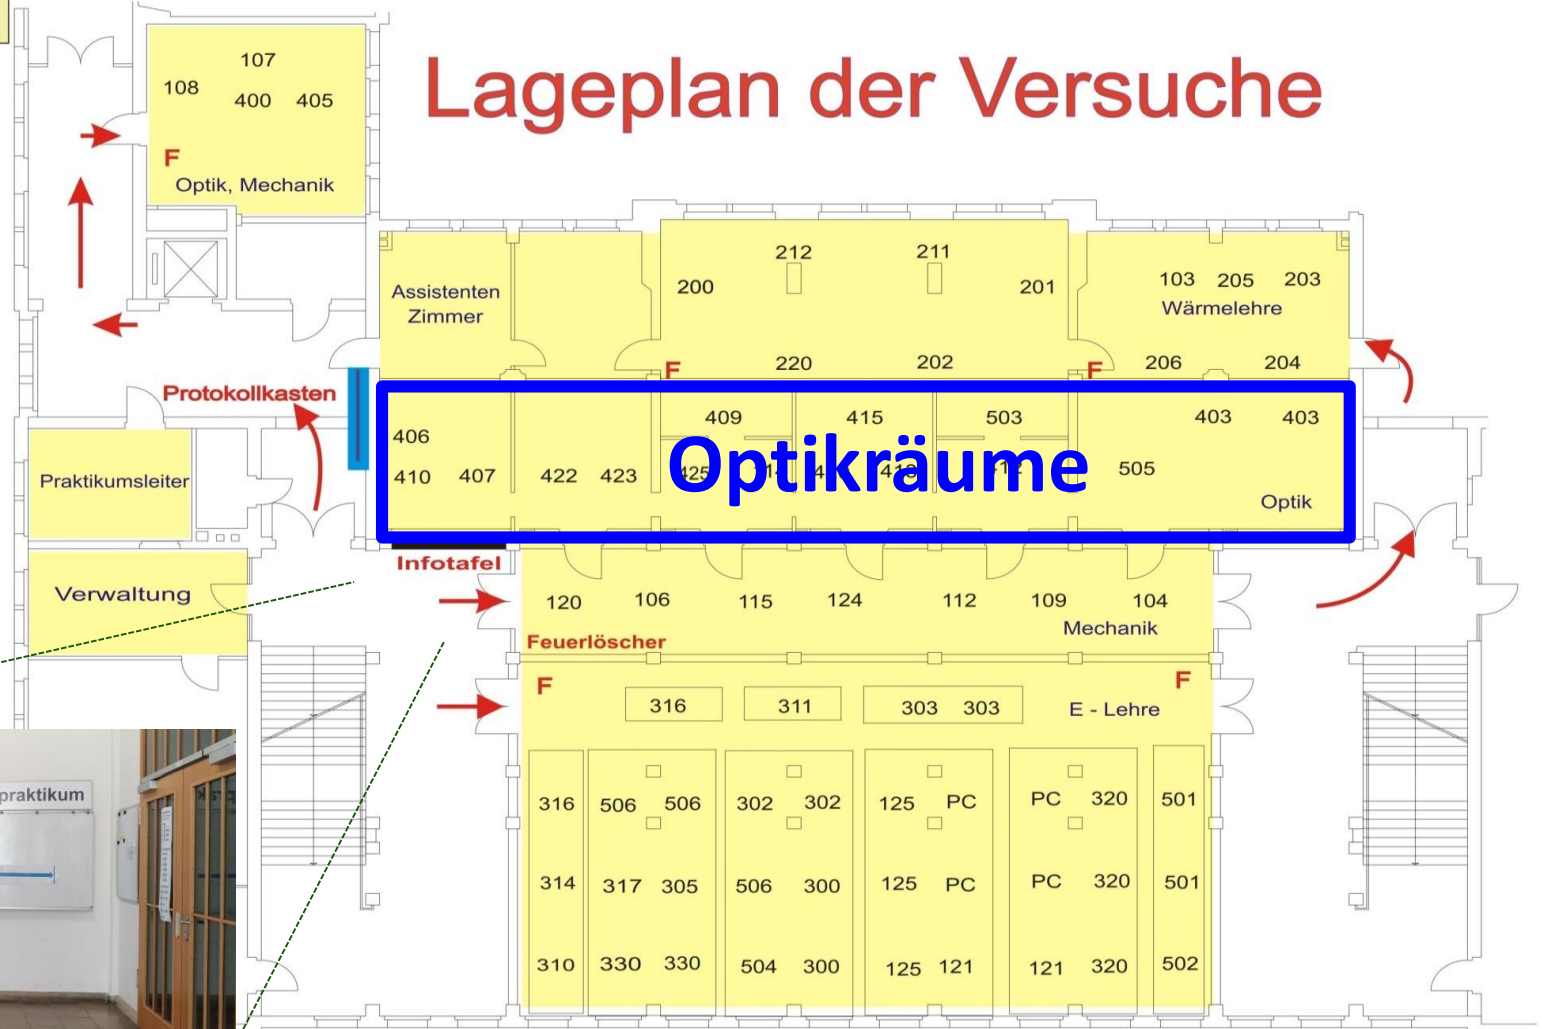 Lageplan der Versuche
107
108
400 405
F
Optik, Mechanik
212 211
200 201
Assistenten
Zimmer
103 205 203
Wärmelehre
220 202
206 204
F F
Protokollkasten
409 415 503 403 403
406
410 407 422 423
Optikräume
425
505
Optik
Praktikumsleiter
Infotafel
Verwaltung
120 106 115 124 112 109 104
Mechanik
Feuerlöscher
F F
316 311 303 303
E - Lehre
316 506 506 302 302 125 PC PC 320 501
314 317 305 506 300 125 PC PC 320 501
310 330 330 504 300 125 121 121 320 502
praktikum